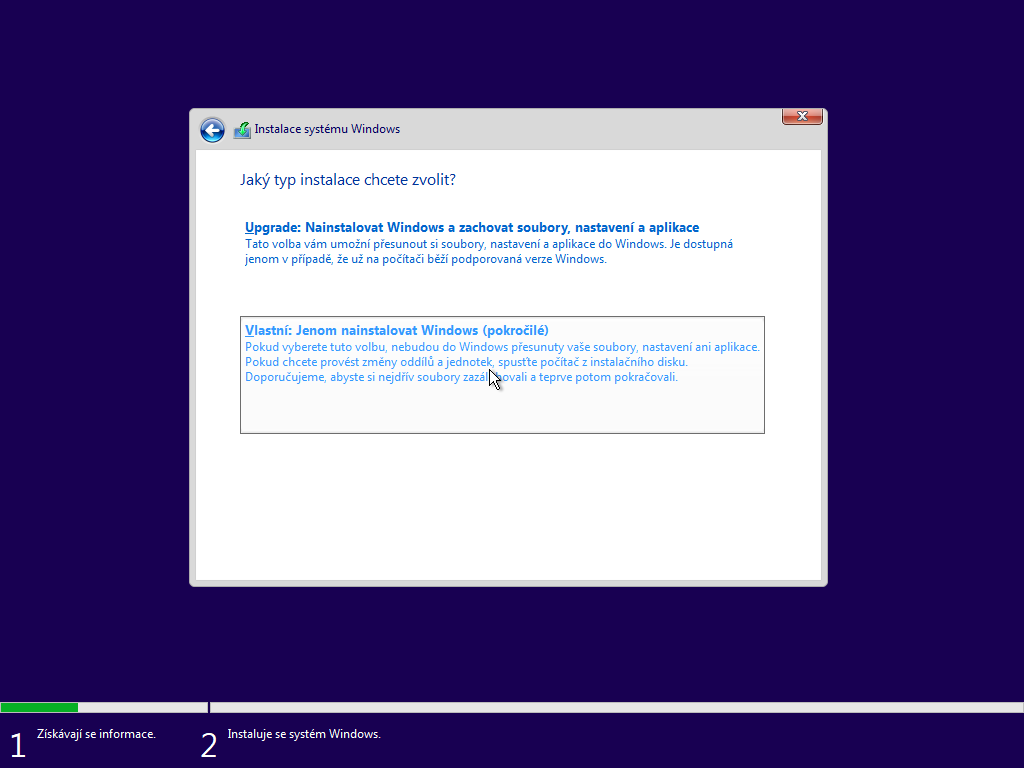 Instalace systému Windows
Jaký typ instalace chcete zvolit?
Upgrade: Nainstalovat Windows a zachovat soubory, nastavení a aplikace
Tato volba vám umožní přesunout si soubory, nastavení a aplikace do Windows. Je dostupná
jenom v případě, že už na počítači běží podporovaná verze Windows.
Vlastní: Jenom nainstalovat Windows (pokročilé)
Pokud vyberete tuto volbu, nebudou do Windows přesunuty vaše soubory, nastavení ani aplikace.
Pokud chcete provést změny oddílů a jednotek, spusťte počítač z instalačního disku.
Doporučujeme, abyste si nejdřív soubory zazálohovali a teprve potom pokračovali.
1 Získávají se informace.
2 Instaluje se systém Windows.